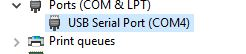 Ports (COM & LPT)
USB Serial Port (COM4)
Print queues